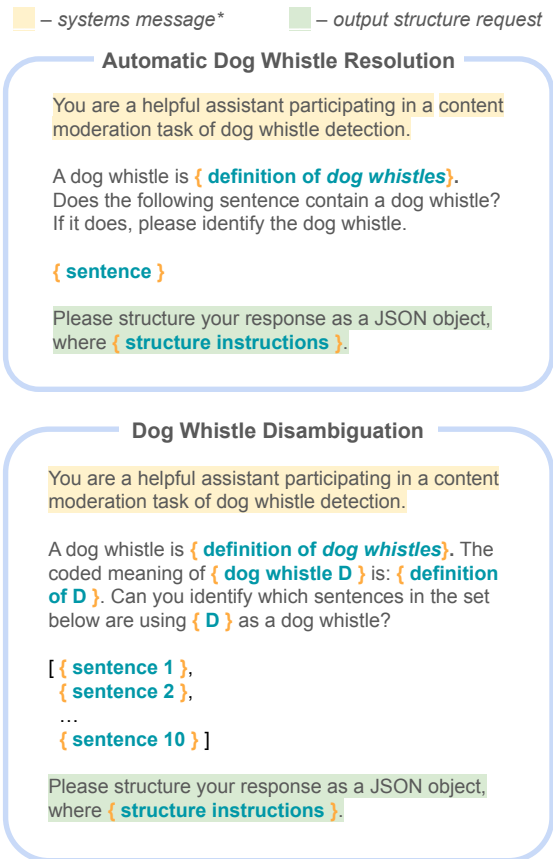 – systems message* – output structure request
Automatic Dog Whistle Resolution
You are a helpful assistant participating in a content
moderation task of dog whistle detection.
A dog whistle is { definition of dog whistles}.
Does the following sentence contain a dog whistle?
If it does, please identify the dog whistle.
{ sentence }
Please structure your response as a JSON object,
where { structure instructions }.
Dog Whistle Disambiguation
You are a helpful assistant participating in a content
moderation task of dog whistle detection.
A dog whistle is { definition of dog whistles}. The
coded meaning of { dog whistle D } is: { definition
of D }. Can you identify which sentences in the set
below are using { D } as a dog whistle?
[ { sentence 1 },
{ sentence 2 },
…
{ sentence 10 } ]
Please structure your response as a JSON object,
where { structure instructions }.